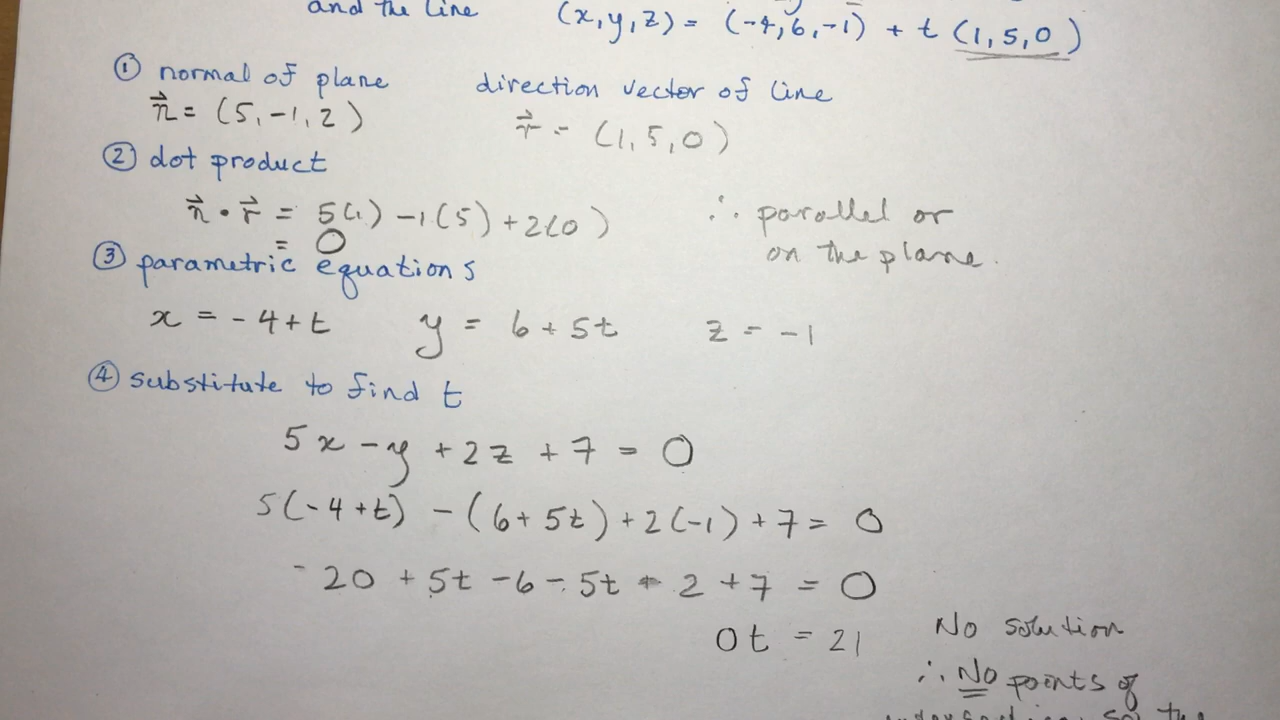 and the line (x,y,z) = (-4,6,-1) + t (1,5,0)
① normal of plane direction vector of line
n⃗ = (5,-1,2) r⃗ = (1,5,0)
② dot product
n⃗ • r⃗ = 5(1) -1(5) +2(0) ∴ parallel or
= 0 on the plane.
③ parametric equations
x = -4+t y = 6+5t z = -1
④ substitute to find t
5x -y +2z +7 = 0
5(-4+t) -(6+5t) +2(-1) +7 = 0
-20 +5t -6 -5t - 2 +7 = 0
0t = 21 No solution
∴ No points of